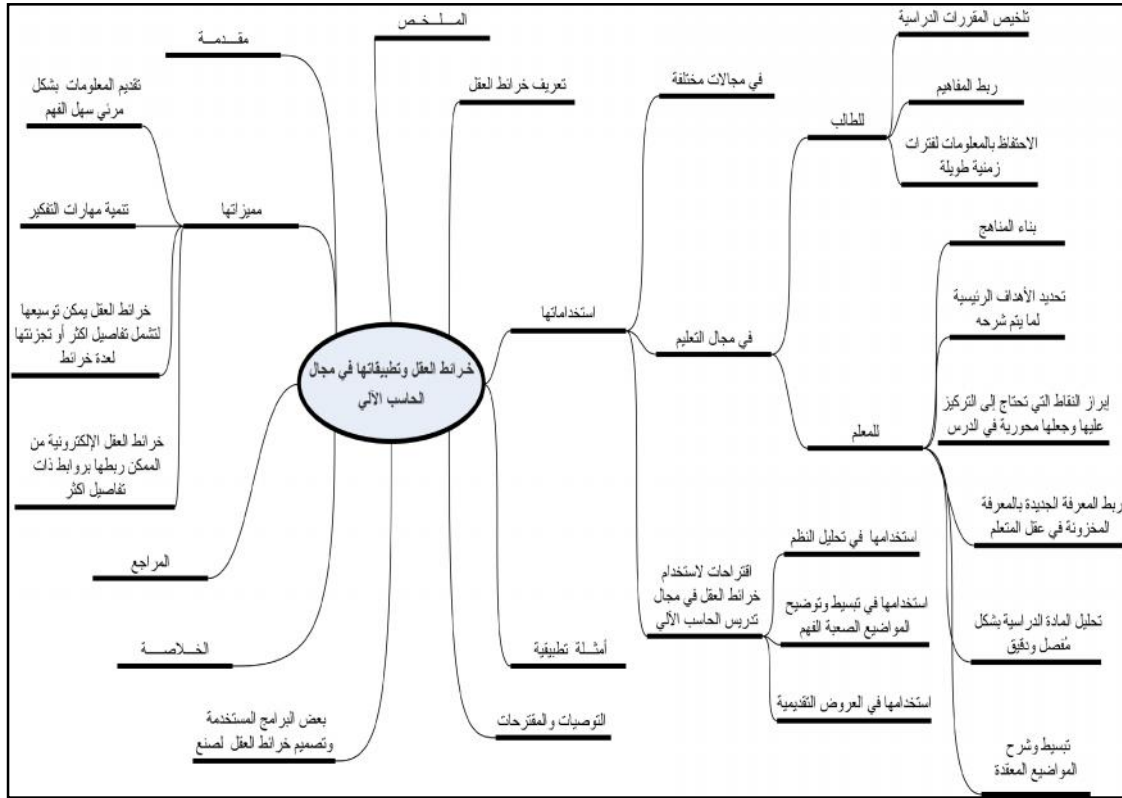 المـــلـــخـــص
مقـــدمـــة
تعريف خرائط العقل
تقديم المعلومات بشكل
مرئي سهل الفهم
مميزاتها
تنمية مهارات التفكير
خرائط العقل يمكن توسيعها
لتشمل تفاصيل اكثر أو تجزئتها
لعدة خرائط
خرائط العقل الإلكترونية من
الممكن ربطها بروابط ذات
تفاصيل اكثر
المراجع
الخـــلاصـــــة
بعض البرامج المستخدمة
وتصميم خرائط العقل لصنع
خرائط العقل وتطبيقاتها في مجال
الحاسب الآلي
استخداماتها
في مجالات مختلفة
في مجال التعليم
للطالب
تلخيص المقررات الدراسية
ربط المفاهيم
الاحتفاظ بالمعلومات لفترات
زمنية طويلة
للمعلم
بناء المناهج
تحديد الأهداف الرئيسية
لما يتم شرحه
إبراز النقاط التي تحتاج إلى التركيز
عليها وجعلها محورية في الدرس
ربط المعرفة الجديدة بالمعرفة
المخزونة في عقل المتعلم
تحليل المادة الدراسية بشكل
مُفصل ودقيق
تبسيط وشرح
المواضيع المعقدة
اقتراحات لاستخدام
خرائط العقل في مجال
تدريس الحاسب الآلي
استخدامها في تحليل النظم
استخدامها في تبسيط وتوضيح
المواضيع الصعبة الفهم
استخدامها في العروض التقديمية
أمثـــلة تطبيقية
التوصيات والمقترحات